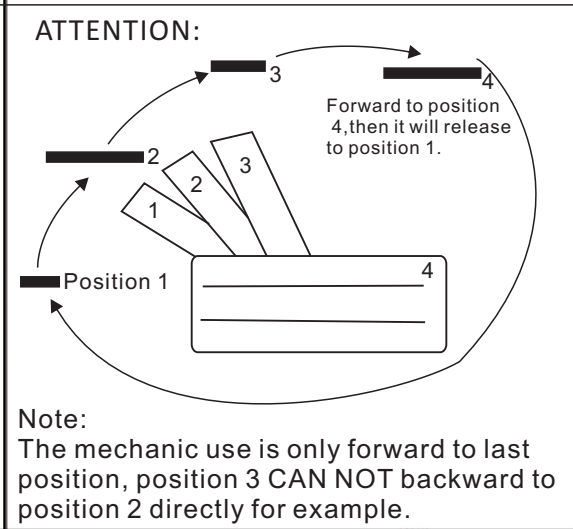 ATTENTION:
3
4
Forward to position
4,then it will release
to position 1.
2
3
2
1
Position 1
4
Note:
The mechanic use is only forward to last
position, position 3 CAN NOT backward to
position 2 directly for example.